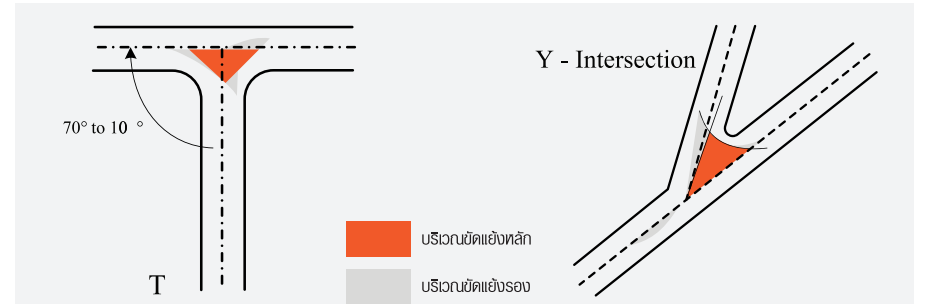 Y - Intersection
70° to 10 °
บริเวณขัดแย้งหลัก
บริเวณขัดแย้งรอง
T